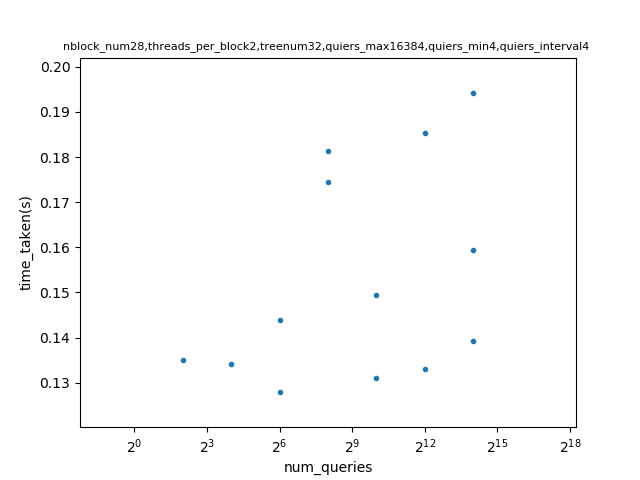 nblock_num28,threads_per_block2,treenum32,quiers_max16384,quiers_min4,quiers_interval4
0.20
0.19
0.18
0.17
0.16
0.15
0.14
0.13
time_taken(s)
2^0 2^3 2^6 2^9 2^12 2^15 2^18
num_queries